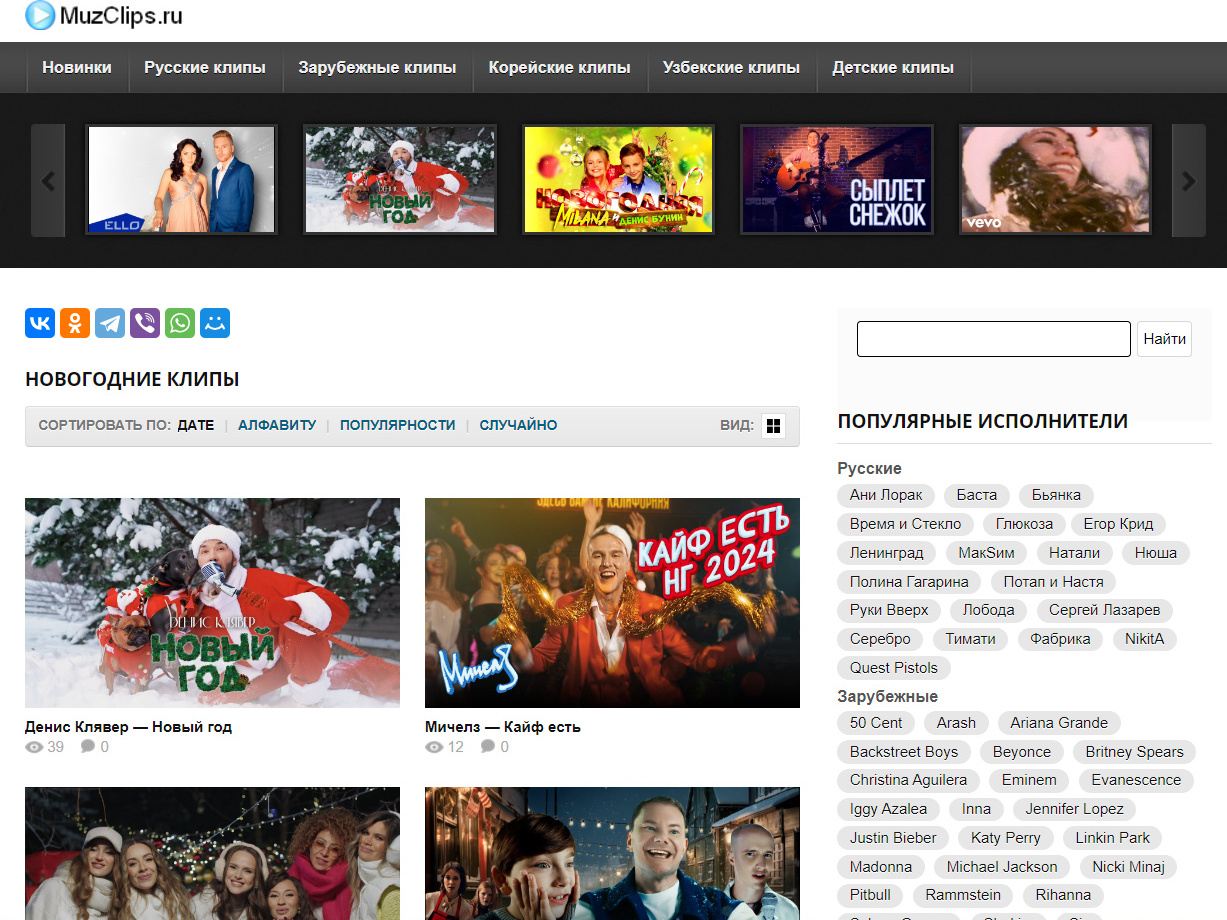 MuzClips.ru
Новинки
Русские клипы
Зарубежные клипы
Корейские клипы
Узбекские клипы
Детские клипы
ELLO
ДЕНИС КЛЯВЕР
НОВЫЙ
ГОД
НОВОГОДНЯЯ
MILANA И ДЕНИС БУНИН
СЫПЛЕТ
СНЕЖОК
vevo
НОВОГОДНИЕ КЛИПЫ
СОРТИРОВАТЬ ПО: ДАТЕ | АЛФАВИТУ | ПОПУЛЯРНОСТИ | СЛУЧАЙНО
ВИД:
ДЕНИС КЛЯВЕР
НОВЫЙ
ГОД
Денис Клявер — Новый год
39 0
ЗДЕСЬ ВАМ НЕ КАЛИФОРНИЯ
КАЙФ ЕСТЬ
НГ 2024
Мичелз
Мичелз — Кайф есть
12 0
Найти
ПОПУЛЯРНЫЕ ИСПОЛНИТЕЛИ
Русские
Ани Лорак Баста Бьянка
Время и Стекло Глюкоза Егор Крид
Ленинград МакSим Натали Нюша
Полина Гагарина Потап и Настя
Руки Вверх Лобода Сергей Лазарев
Серебро Тимати Фабрика NikitA
Quest Pistols
Зарубежные
50 Cent Arash Ariana Grande
Backstreet Boys Beyonce Britney Spears
Christina Aguilera Eminem Evanescence
Iggy Azalea Inna Jennifer Lopez
Justin Bieber Katy Perry Linkin Park
Madonna Michael Jackson Nicki Minaj
Pitbull Rammstein Rihanna